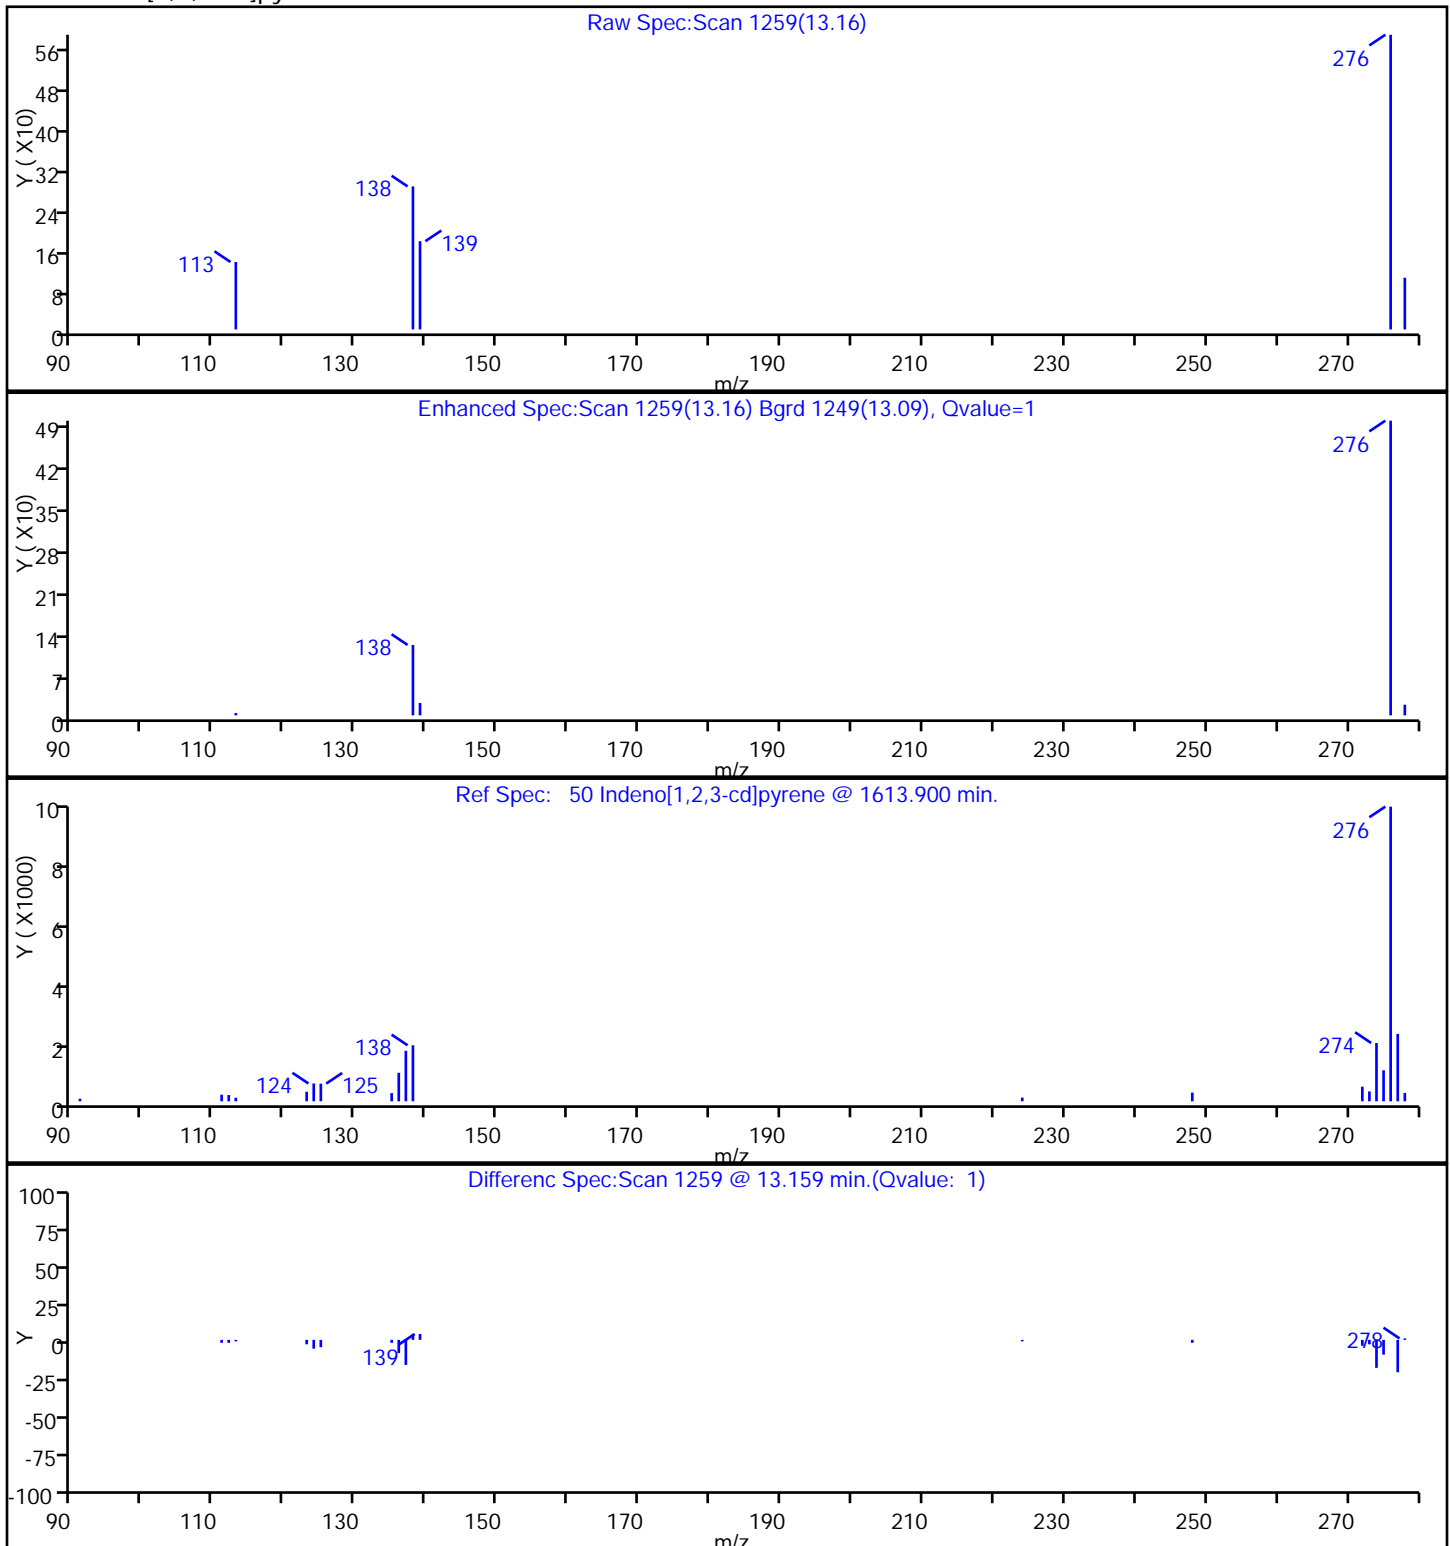 Raw Spec:Scan 1259(13.16)
Y ( X10)
56
48
40
32
24
16
8
0
276
138
139
113
90 110 130 150 170 190 210 230 250 270
m/z
Enhanced Spec:Scan 1259(13.16) Bgrd 1249(13.09), Qvalue=1
Y ( X10)
49
42
35
28
21
14
7
0
276
138
90 110 130 150 170 190 210 230 250 270
m/z
Ref Spec: 50 Indeno[1,2,3-cd]pyrene @ 1613.900 min.
Y ( X1000)
10
8
6
4
2
0
276
274
138
124 125
90 110 130 150 170 190 210 230 250 270
m/z
Differenc Spec:Scan 1259 @ 13.159 min.(Qvalue: 1)
Y
100
75
50
25
0
-25
-50
-75
-100
278
139
90 110 130 150 170 190 210 230 250 270
m/z